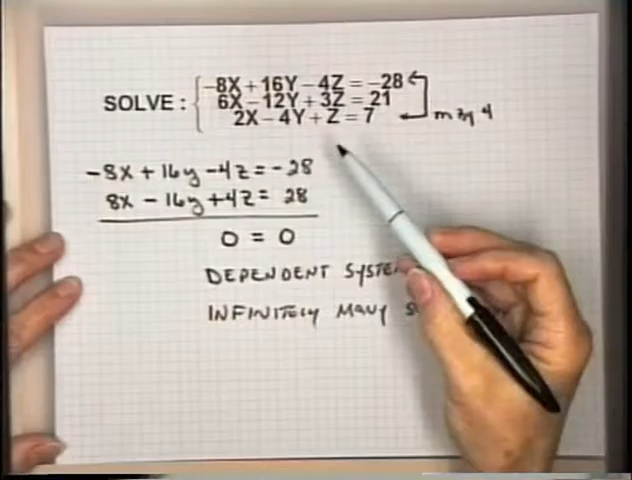 -8X + 16Y - 4Z = -28
SOLVE : 6X - 12Y + 3Z = 21
2X - 4Y + Z = 7
m by 4
-8x + 16y - 4z = -28
8x - 16y + 4z = 28
0 = 0
DEPENDENT
INFINITELY MANY